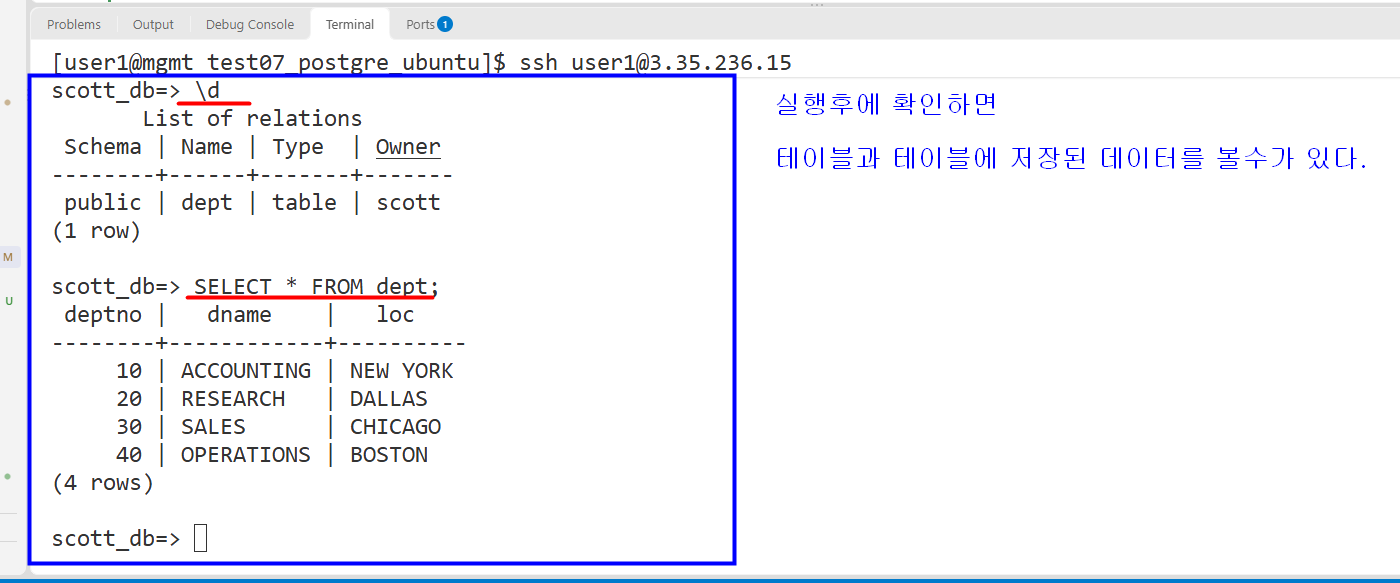 Problems Output Debug Console Terminal Ports 1
[user1@mgmt test07_postgre_ubuntu]$ ssh user1@3.35.236.15
scott_db=> \d
       List of relations
 Schema | Name | Type  | Owner
--------+------+-------+-------
 public | dept | table | scott
(1 row)
scott_db=> SELECT * FROM dept;
 deptno |   dname    |   loc
--------+------------+----------
     10 | ACCOUNTING | NEW YORK
     20 | RESEARCH   | DALLAS
     30 | SALES      | CHICAGO
     40 | OPERATIONS | BOSTON
(4 rows)
scott_db=>
실행후에 확인하면
테이블과 테이블에 저장된 데이터를 볼수가 있다.
M
U